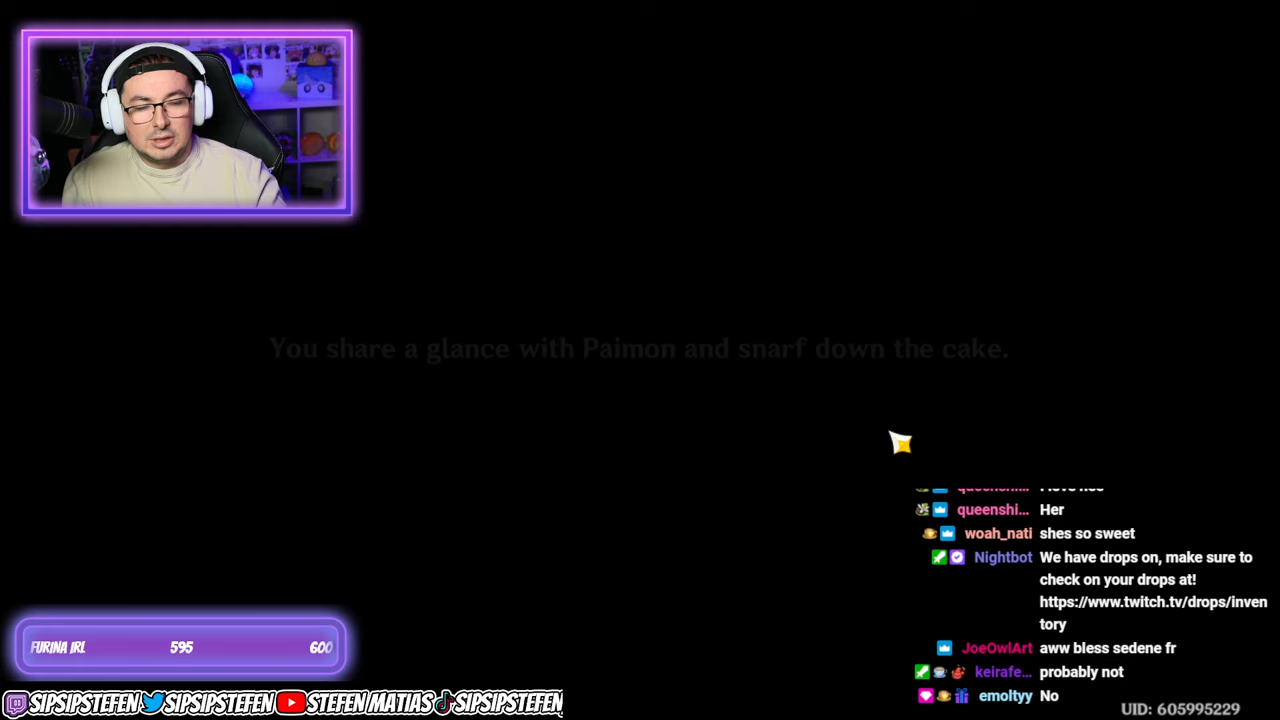 You share a glance with Paimon and snarf down the cake.
queenshi... Her
woah_nati shes so sweet
Nightbot We have drops on, make sure to
check on your drops at!
https://www.twitch.tv/drops/inven
tory
JoeOwlArt aww bless sedene fr
keirafe... probably not
emoltyy No
FURINA IRL 595 600
SIPSIPSTEFEN SIPSIPSTEFEN STEFEN MATIAS SIPSIPSTEFEN
UID: 605995229